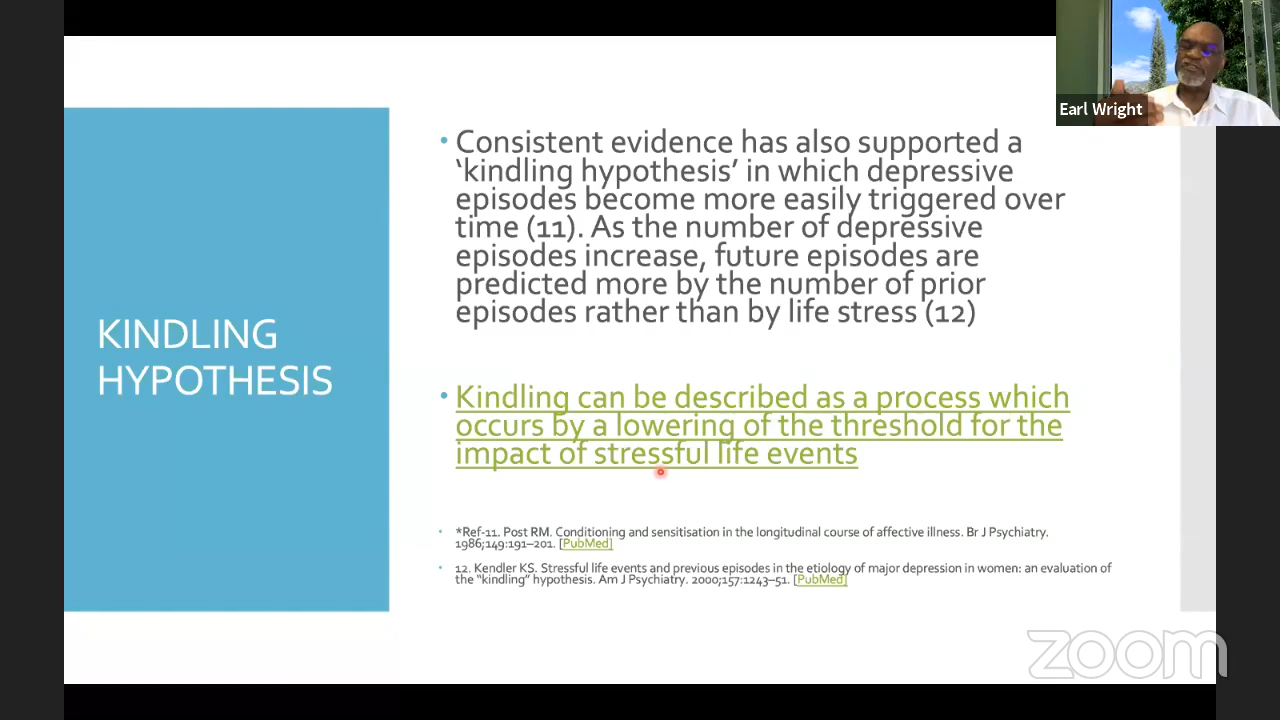 Earl Wright
KINDLING
HYPOTHESIS
• Consistent evidence has also supported a
‘kindling hypothesis’ in which depressive
episodes become more easily triggered over
time (11). As the number of depressive
episodes increase, future episodes are
predicted more by the number of prior
episodes rather than by life stress (12)
• Kindling can be described as a process which
occurs by a lowering of the threshold for the
impact of stressful life events
• *Ref-11. Post RM. Conditioning and sensitisation in the longitudinal course of affective illness. Br J Psychiatry.
1986;149:191–201. [PubMed]
• 12. Kendler KS. Stressful life events and previous episodes in the etiology of major depression in women: an evaluation of
the “kindling” hypothesis. Am J Psychiatry. 2000;157:1243–51. [PubMed]
zoom